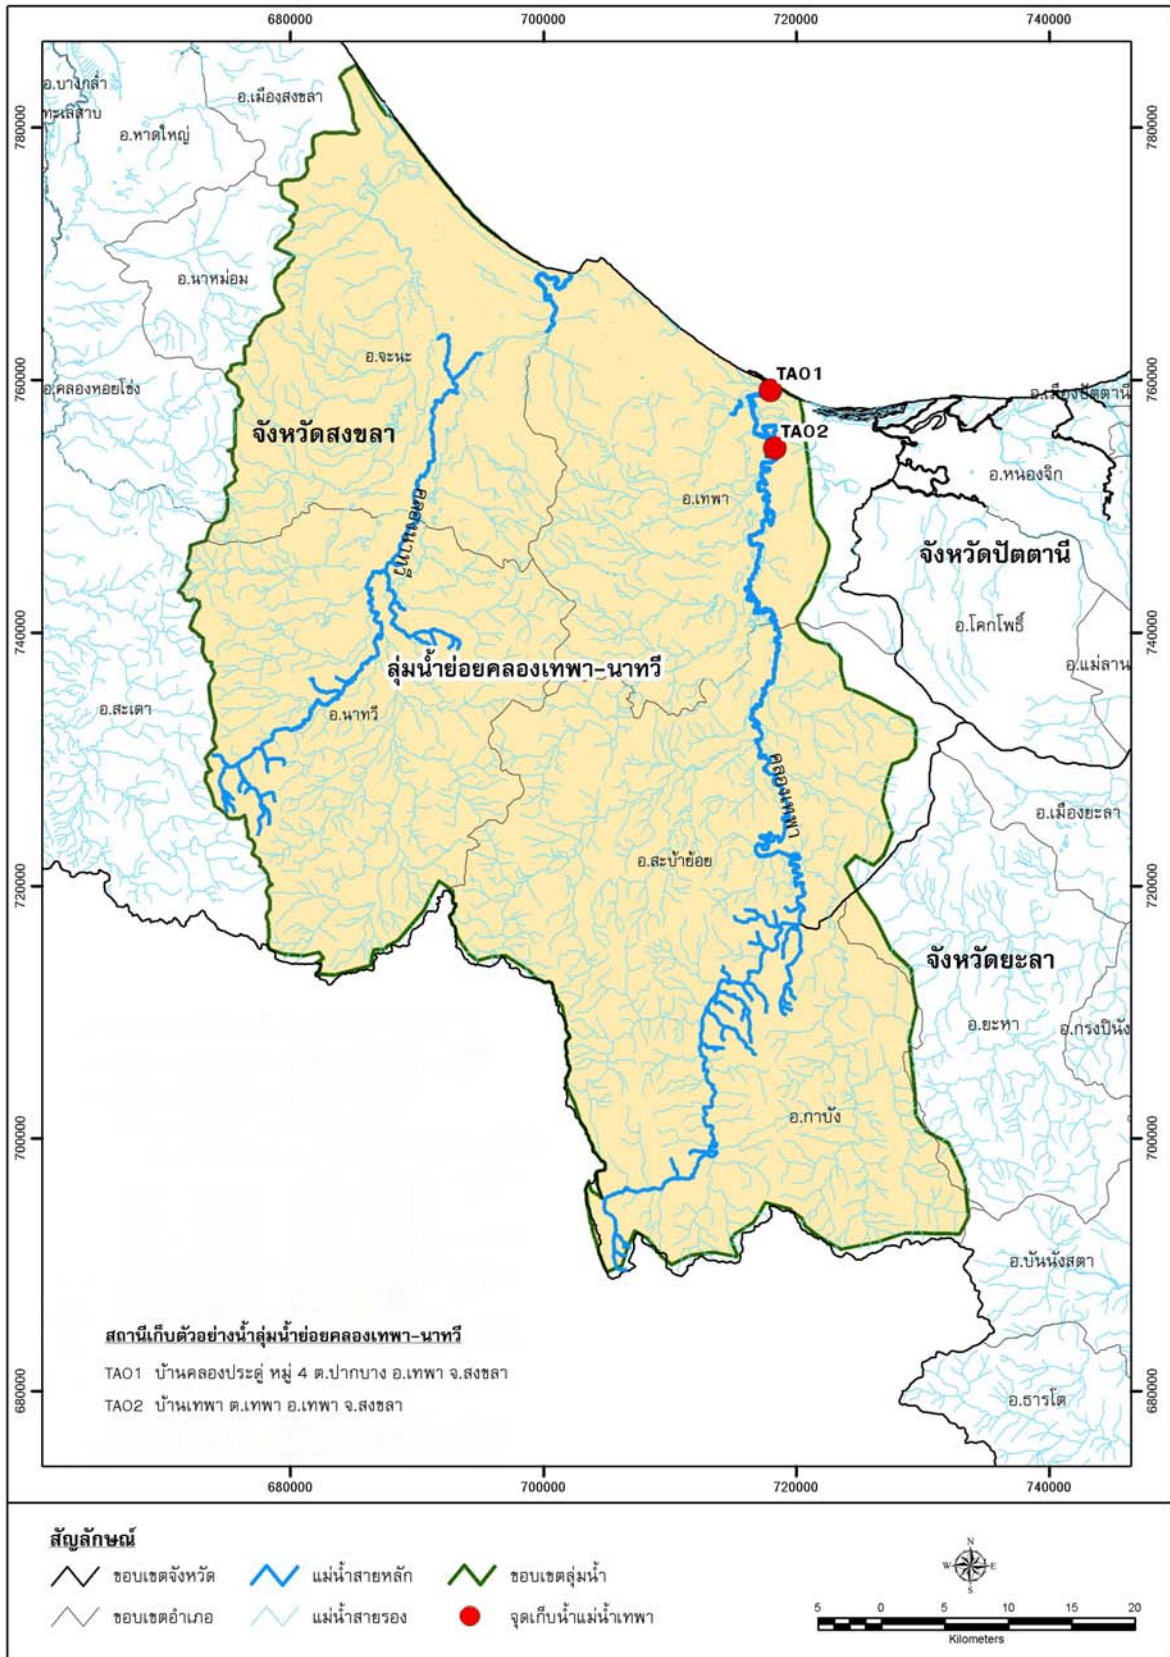 680000 700000 720000 740000
อ.บางกล่ำ
อ.เมืองสงขลา
ทะเลสาบ
อ.หาดใหญ่
780000 780000
อ.นาหม่อม
อ.จะนะ
TA01
760000 760000
อ.คลองหอยโข่ง
อ.เมืองปัตตานี
จังหวัดสงขลา
TA02
อ.หนองจิก
อ.เทพา
คลองนาทวี
จังหวัดปัตตานี
อ.โคกโพธิ์
740000 740000
ลุ่มน้ำย่อยคลองเทพา-นาทวี
อ.แม่ลาน
อ.สะเดา
อ.นาทวี
คลองเทพา
อ.เมืองยะลา
อ.สะบ้าย้อย
720000 720000
จังหวัดยะลา
อ.ยะหา
อ.กรงปินัง
อ.กาบัง
700000 700000
อ.บันนังสตา
สถานีเก็บตัวอย่างน้ำลุ่มน้ำย่อยคลองเทพา-นาทวี
TA01 บ้านคลองประดู่ หมู่ 4 ต.ปากบาง อ.เทพา จ.สงขลา
TA02 บ้านเทพา ต.เทพา อ.เทพา จ.สงขลา
อ.ธารโต
680000 680000
680000 700000 720000 740000
สัญลักษณ์
ขอบเขตจังหวัด แม่น้ำสายหลัก ขอบเขตลุ่มน้ำ
ขอบเขตอำเภอ แม่น้ำสายรอง จุดเก็บน้ำแม่น้ำเทพา
N
W E
S
5 0 5 10 15 20
Kilometers